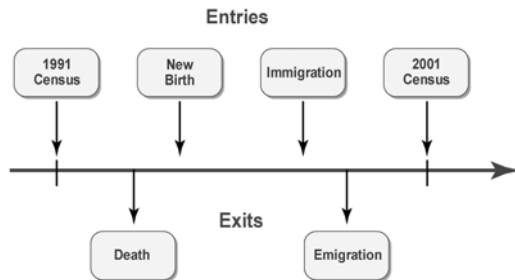 Entries
1991
Census
New
Birth
Immigration
2001
Census
Exits
Death
Emigration